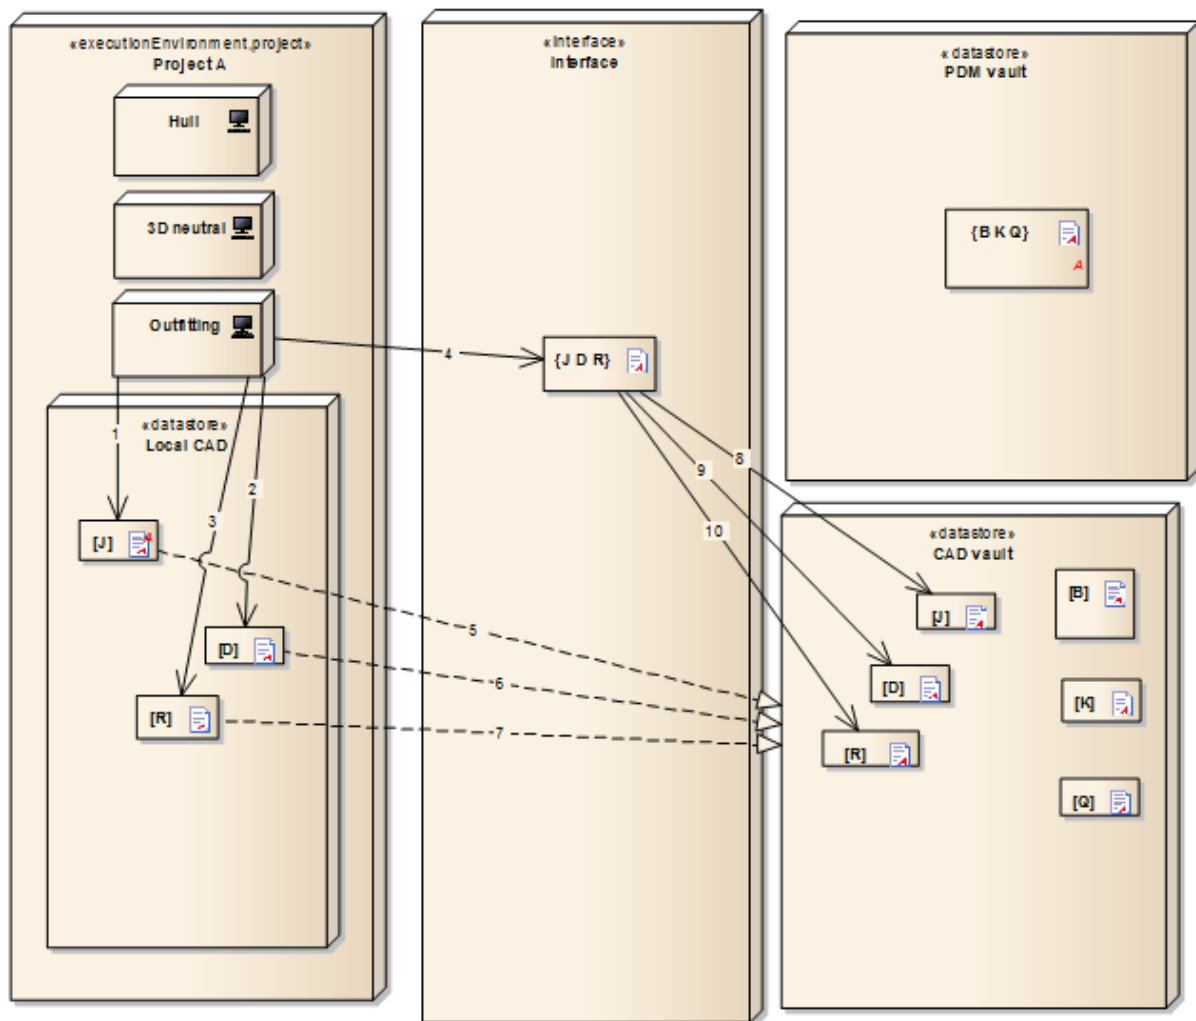 «executionEnvironment,project»
Project A
Hull
3D neutral
Outfitting
«datastore»
Local CAD
1
2
3
[J]
[D]
[R]
«interface»
Interface
4
{J D R}
5
6
7
8
9
10
«datastore»
PDM vault
{B K Q}
A
«datastore»
CAD vault
[J]
[D]
[R]
[B]
[K]
[Q]